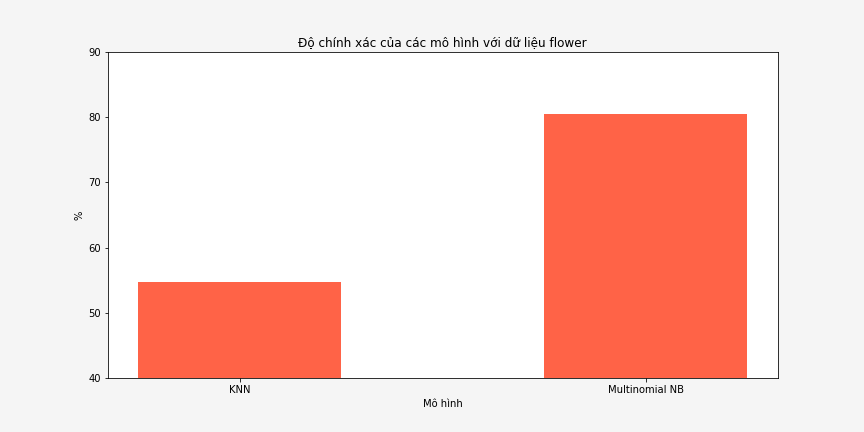 Độ chính xác của các mô hình với dữ liệu flower
90
80
70
60
50
40
%
KNN
Multinomial NB
Mô hình